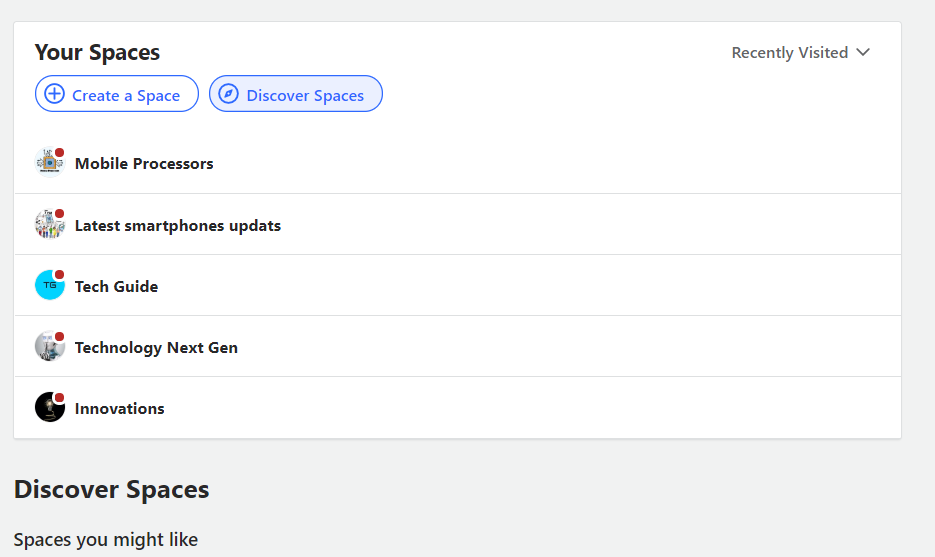 Your Spaces
Recently Visited
Create a Space
Discover Spaces
Mobile Processors
Latest smartphones updats
TG
Tech Guide
Technology Next Gen
Innovations
Discover Spaces
Spaces you might like